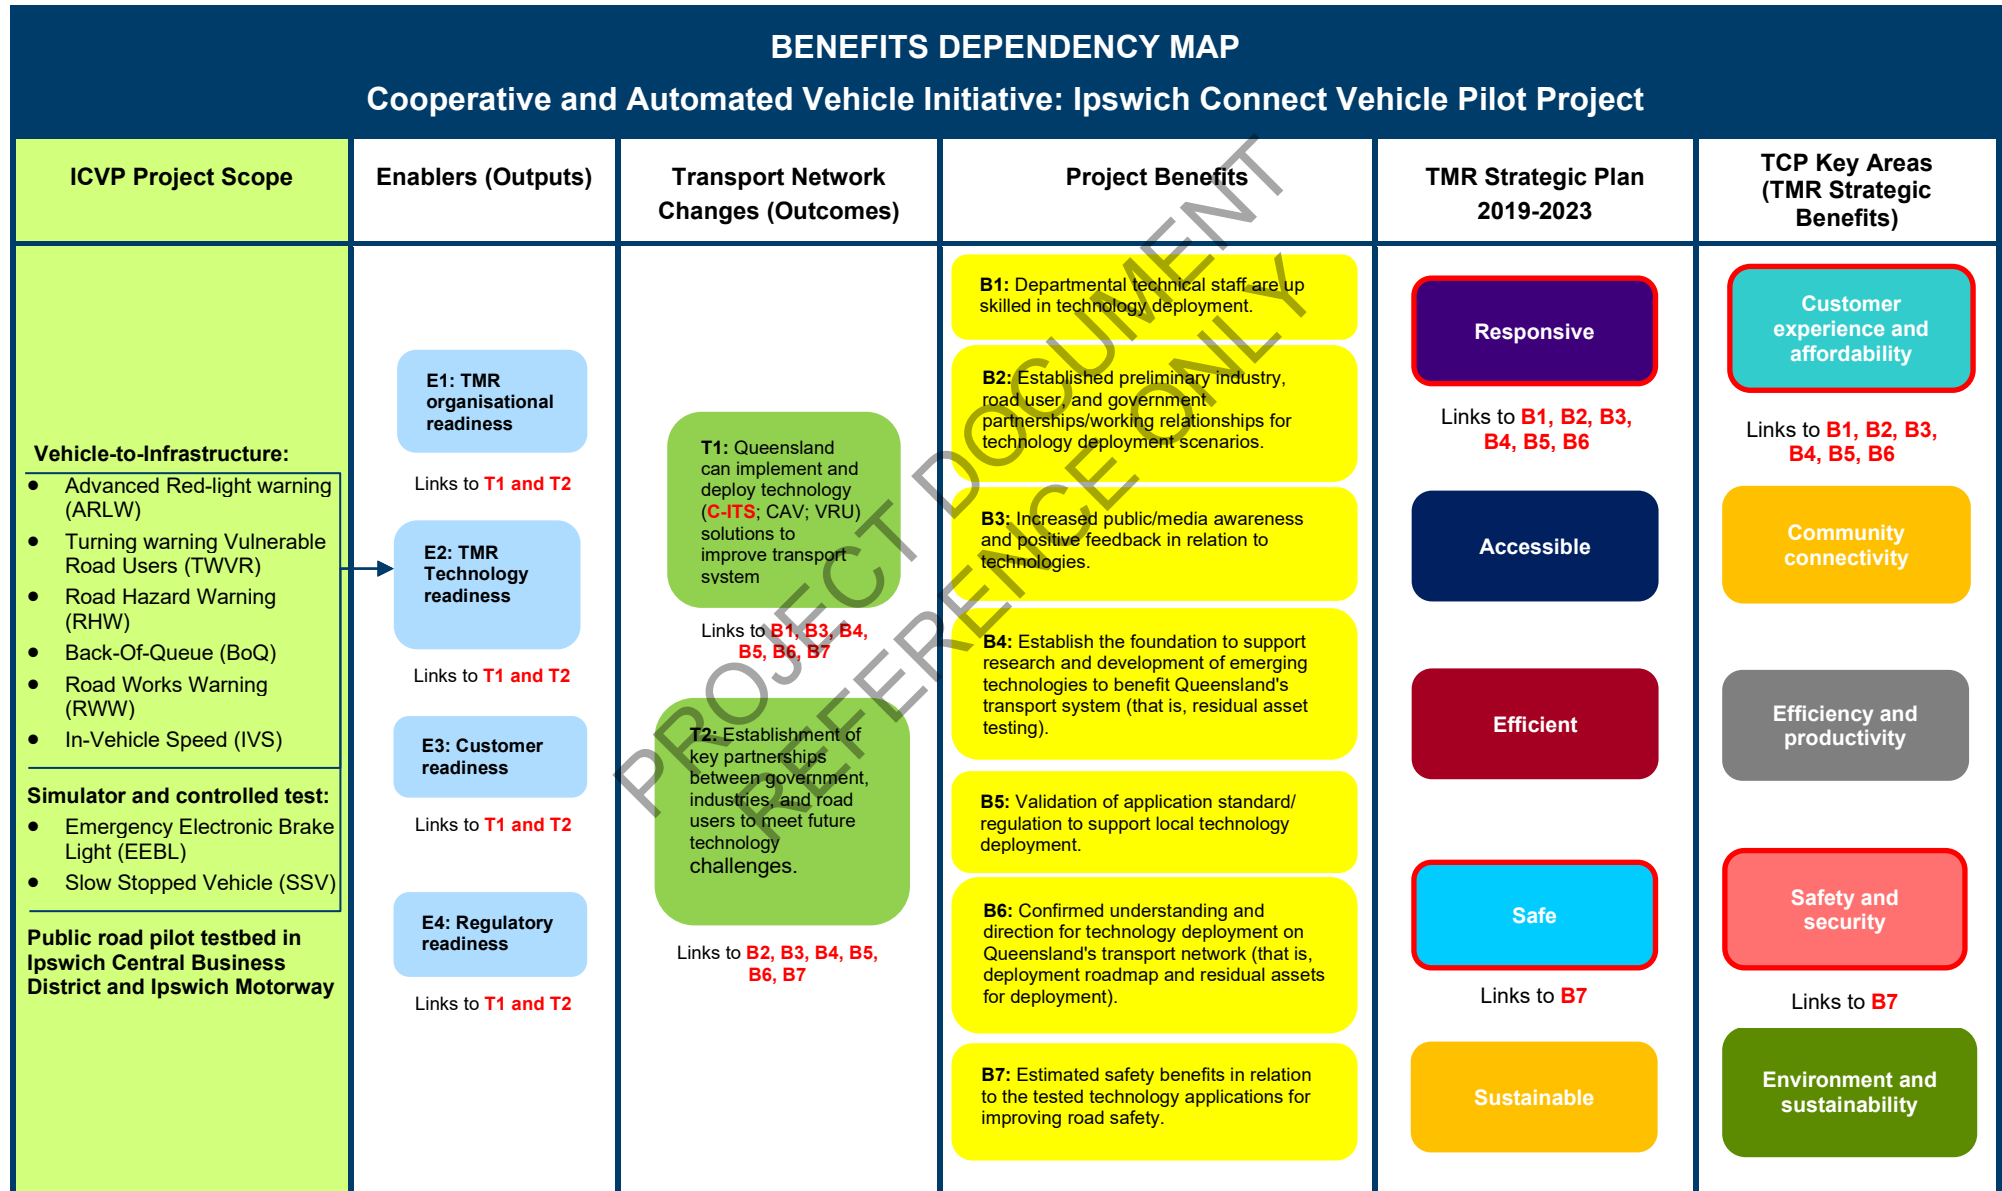 BENEFITS DEPENDENCY MAP
Cooperative and Automated Vehicle Initiative: Ipswich Connect Vehicle Pilot Project
ICVP Project Scope
Enablers (Outputs)
Transport Network
Changes (Outcomes)
Project Benefits
TMR Strategic Plan
2019-2023
TCP Key Areas
(TMR Strategic
Benefits)
Vehicle-to-Infrastructure:
• Advanced Red-light warning
(ARLW)
• Turning warning Vulnerable
Road Users (TWVR)
• Road Hazard Warning
(RHW)
• Back-Of-Queue (BoQ)
• Road Works Warning
(RWW)
• In-Vehicle Speed (IVS)
Simulator and controlled test:
• Emergency Electronic Brake
Light (EEBL)
• Slow Stopped Vehicle (SSV)
Public road pilot testbed in
Ipswich Central Business
District and Ipswich Motorway
E1: TMR
organisational
readiness
Links to T1 and T2
E2: TMR
Technology
readiness
Links to T1 and T2
E3: Customer
readiness
Links to T1 and T2
E4: Regulatory
readiness
Links to T1 and T2
T1: Queensland
can implement and
deploy technology
(C-ITS; CAV; VRU)
solutions to
improve transport
system
Links to B1, B3, B4,
B5, B6, B7
T2: Establishment of
key partnerships
between government,
industries, and road
users to meet future
technology
challenges.
Links to B2, B3, B4, B5,
B6, B7
B1: Departmental technical staff are up
skilled in technology deployment.
B2: Established preliminary industry,
road user, and government
partnerships/working relationships for
technology deployment scenarios.
B3: Increased public/media awareness
and positive feedback in relation to
technologies.
B4: Establish the foundation to support
research and development of emerging
technologies to benefit Queensland's
transport system (that is, residual asset
testing).
B5: Validation of application standard/
regulation to support local technology
deployment.
B6: Confirmed understanding and
direction for technology deployment on
Queensland's transport network (that is,
deployment roadmap and residual assets
for deployment).
B7: Estimated safety benefits in relation
to the tested technology applications for
improving road safety.
Responsive
Links to B1, B2, B3,
B4, B5, B6
Accessible
Efficient
Safe
Links to B7
Sustainable
Customer
experience and
affordability
Links to B1, B2, B3,
B4, B5, B6
Community
connectivity
Efficiency and
productivity
Safety and
security
Links to B7
Environment and
sustainability
PROJECT DOCUMENT
REFERENCE ONLY